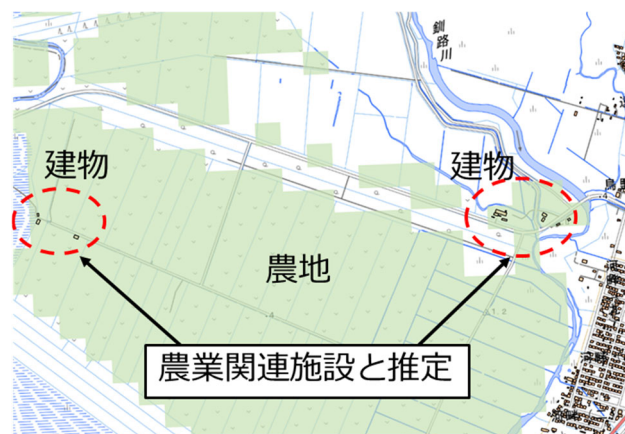 釧路川
建物
建物
農地
農業関連施設と推定